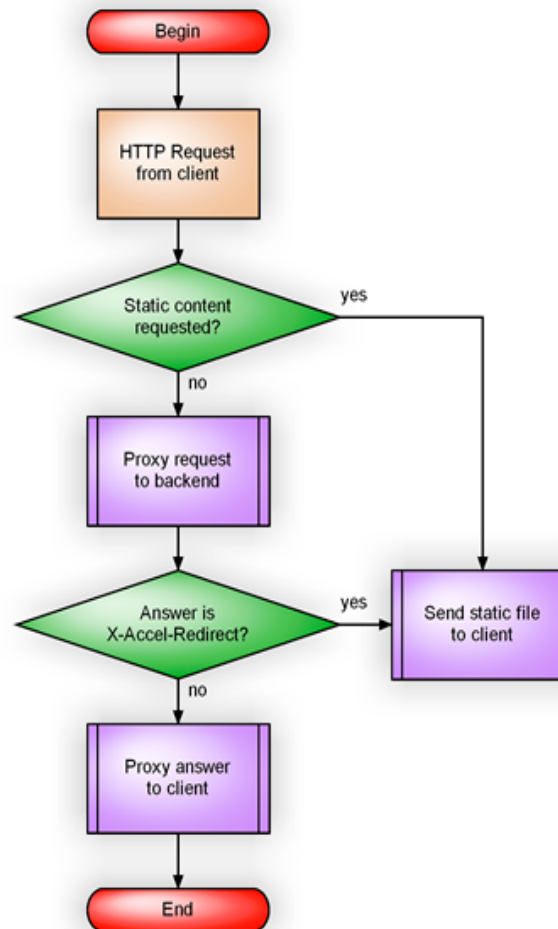 Begin
HTTP Request
from client
Static content
requested?
yes
no
Proxy request
to backend
Answer is
X-Accel-Redirect?
yes
Send static file
to client
no
Proxy answer
to client
End